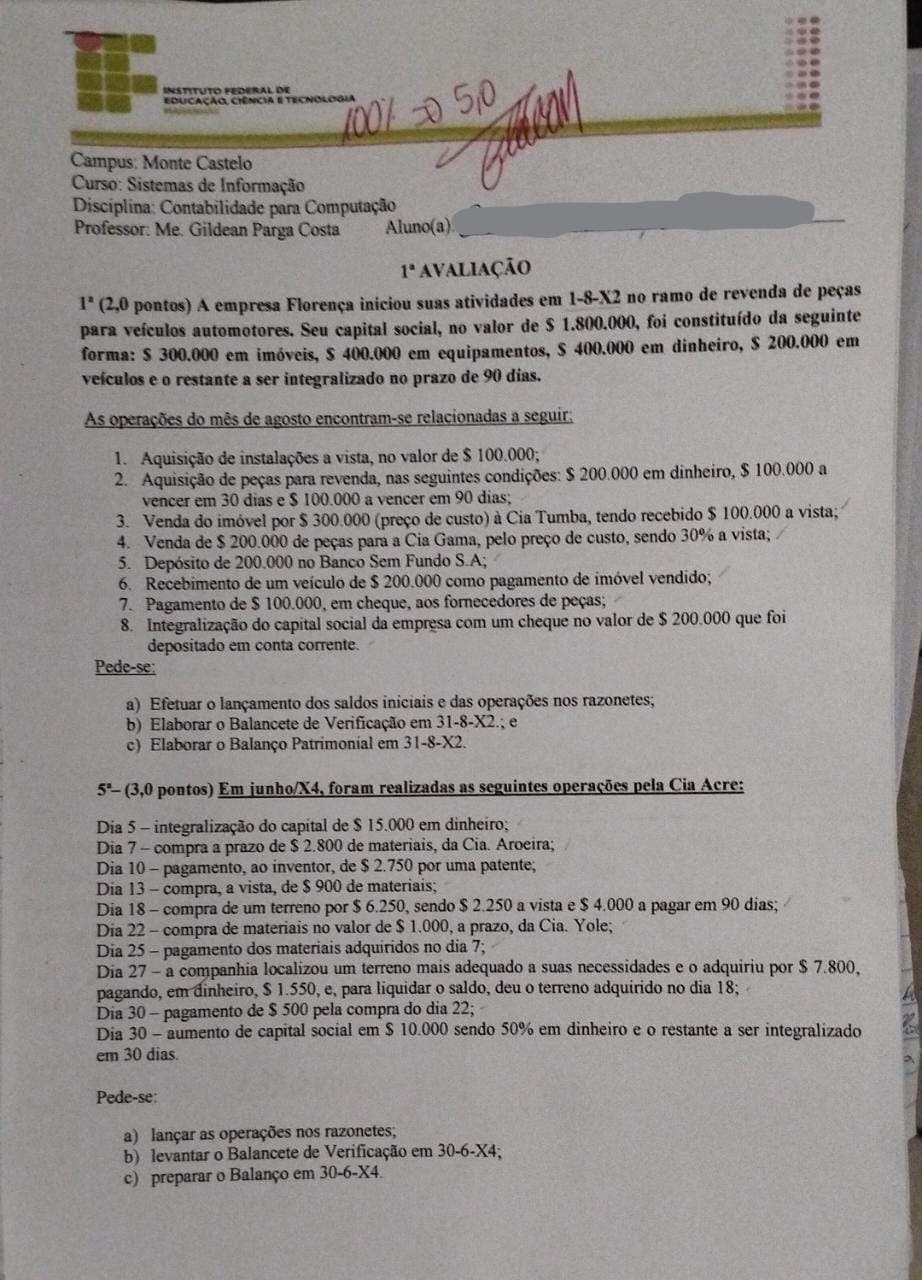 INSTITUTO FEDERAL DE
EDUCAÇÃO, CIÊNCIA E TECNOLOGIA
MARANHÃO
100% => 5,0
Gildean
Campus: Monte Castelo
Curso: Sistemas de Informação
Disciplina: Contabilidade para Computação
Professor: Me. Gildean Parga Costa Aluno(a):
1ª AVALIAÇÃO
1ª (2,0 pontos) A empresa Florença iniciou suas atividades em 1-8-X2 no ramo de revenda de peças
para veículos automotores. Seu capital social, no valor de $ 1.800.000, foi constituído da seguinte
forma: $ 300.000 em imóveis, $ 400.000 em equipamentos, $ 400.000 em dinheiro, $ 200.000 em
veículos e o restante a ser integralizado no prazo de 90 dias.
As operações do mês de agosto encontram-se relacionadas a seguir:
1. Aquisição de instalações a vista, no valor de $ 100.000;
2. Aquisição de peças para revenda, nas seguintes condições: $ 200.000 em dinheiro, $ 100.000 a
vencer em 30 dias e $ 100.000 a vencer em 90 dias;
3. Venda do imóvel por $ 300.000 (preço de custo) à Cia Tumba, tendo recebido $ 100.000 a vista;
4. Venda de $ 200.000 de peças para a Cia Gama, pelo preço de custo, sendo 30% a vista;
5. Depósito de 200.000 no Banco Sem Fundo S.A;
6. Recebimento de um veículo de $ 200.000 como pagamento de imóvel vendido;
7. Pagamento de $ 100.000, em cheque, aos fornecedores de peças;
8. Integralização do capital social da empresa com um cheque no valor de $ 200.000 que foi
depositado em conta corrente.
Pede-se:
a) Efetuar o lançamento dos saldos iniciais e das operações nos razonetes;
b) Elaborar o Balancete de Verificação em 31-8-X2.; e
c) Elaborar o Balanço Patrimonial em 31-8-X2.
5ª– (3,0 pontos) Em junho/X4, foram realizadas as seguintes operações pela Cia Acre:
Dia 5 – integralização do capital de $ 15.000 em dinheiro;
Dia 7 – compra a prazo de $ 2.800 de materiais, da Cia. Aroeira;
Dia 10 – pagamento, ao inventor, de $ 2.750 por uma patente;
Dia 13 – compra, a vista, de $ 900 de materiais;
Dia 18 – compra de um terreno por $ 6.250, sendo $ 2.250 a vista e $ 4.000 a pagar em 90 dias;
Dia 22 – compra de materiais no valor de $ 1.000, a prazo, da Cia. Yole;
Dia 25 – pagamento dos materiais adquiridos no dia 7;
Dia 27 – a companhia localizou um terreno mais adequado a suas necessidades e o adquiriu por $ 7.800,
pagando, em dinheiro, $ 1.550, e, para liquidar o saldo, deu o terreno adquirido no dia 18;
Dia 30 – pagamento de $ 500 pela compra do dia 22;
Dia 30 – aumento de capital social em $ 10.000 sendo 50% em dinheiro e o restante a ser integralizado
em 30 dias.
Pede-se:
a) lançar as operações nos razonetes;
b) levantar o Balancete de Verificação em 30-6-X4;
c) preparar o Balanço em 30-6-X4.